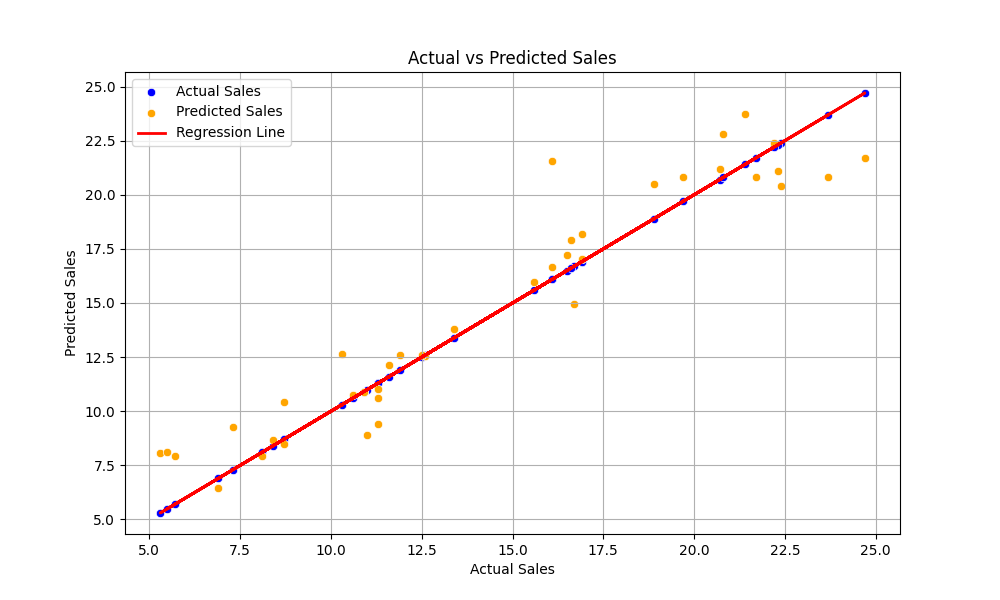 Actual vs Predicted Sales
Actual Sales
Predicted Sales
Regression Line
Predicted Sales
25.0
22.5
20.0
17.5
15.0
12.5
10.0
7.5
5.0
5.0 7.5 10.0 12.5 15.0 17.5 20.0 22.5 25.0
Actual Sales